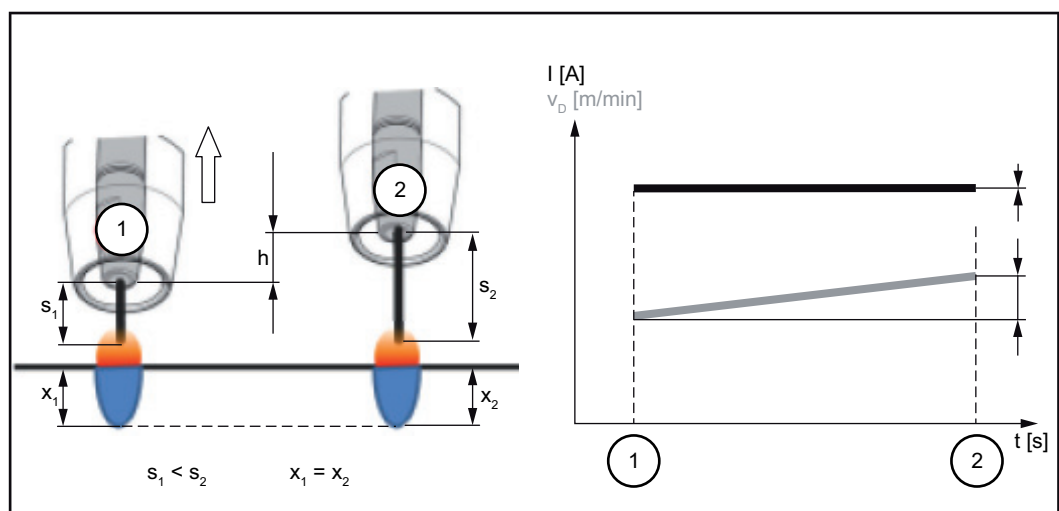 1
2
h
s1
s2
x1
x2
s1 < s2
x1 = x2
I [A]
vD [m/min]
t [s]
1
2